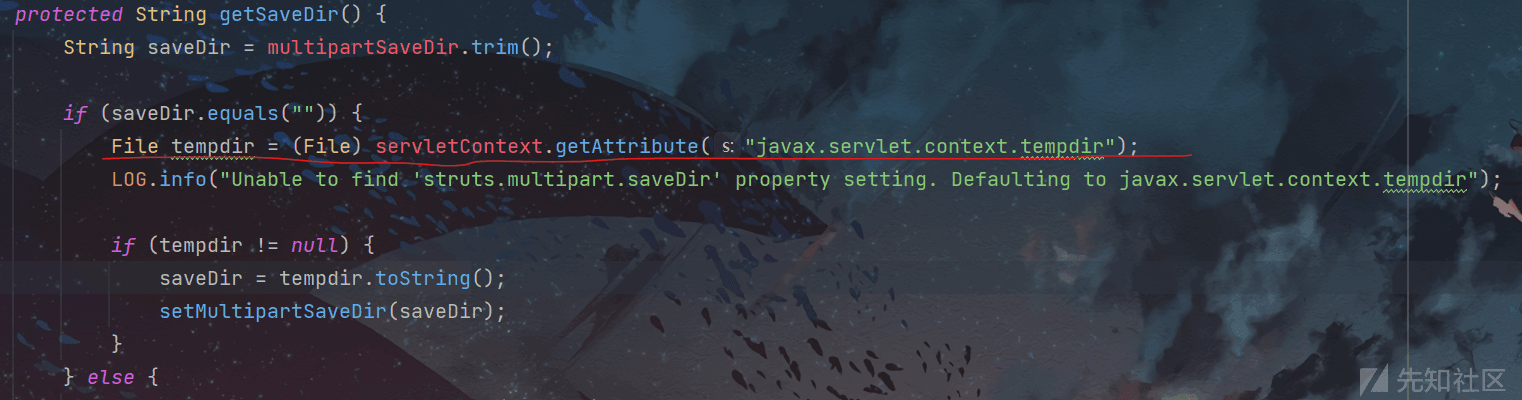 protected String getSaveDir() {
String saveDir = multipartSaveDir.trim();
if (saveDir.equals("")) {
File tempdir = (File) servletContext.getAttribute( s: "javax.servlet.context.tempdir");
LOG.info("Unable to find 'struts.multipart.saveDir' property setting. Defaulting to javax.servlet.context.tempdir");
if (tempdir != null) {
saveDir = tempdir.toString();
setMultipartSaveDir(saveDir);
}
} else {
先知社区